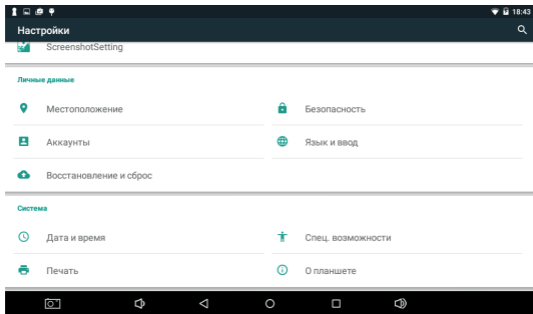 18:43
Настройки
ScreenshotSetting
Личные данные
Местоположение
Безопасность
Аккаунты
Язык и ввод
Восстановление и сброс
Система
Дата и время
Спец. возможности
Печать
О планшете